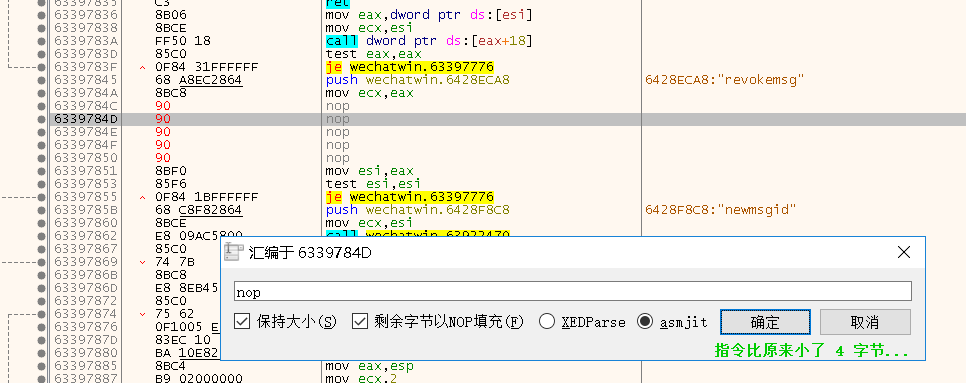 63397835 C3 ret
63397836 8B06 mov eax,dword ptr ds:[esi]
63397838 8BCE mov ecx,esi
6339783A FF50 18 call dword ptr ds:[eax+18]
6339783D 85C0 test eax,eax
6339783F 0F84 31FFFFFF je wechatwin.63397776
63397845 68 A8EC2864 push wechatwin.6428ECA8 6428ECA8:"revokemsg"
6339784A 8BC8 mov ecx,eax
6339784C 90 nop
6339784D 90 nop
6339784E 90 nop
6339784F 90 nop
63397850 90 nop
63397851 8BF0 mov esi,eax
63397853 85F6 test esi,esi
63397855 0F84 1BFFFFFF je wechatwin.63397776
6339785B 68 C8F82864 push wechatwin.6428F8C8 6428F8C8:"newmsgid"
63397860 8BCE mov ecx,esi
63397862 E8 09AC5800 call wechatwin.63922470
63397867 85C0
63397869 74 7B
6339786B 8BC8
6339786D E8 8EB45
63397872 85C0
63397874 75 62
63397876 0F1005
6339787D 83EC 10
63397880 BA 10E82
63397885 8BC4 mov eax,esp
63397887 B9 02000000 mov ecx,2
汇编于 6339784D
nop
保持大小(S) 剩余字节以NOP填充(F) XEDParse asmjit 确定 取消
指令比原来小了 4 字节...